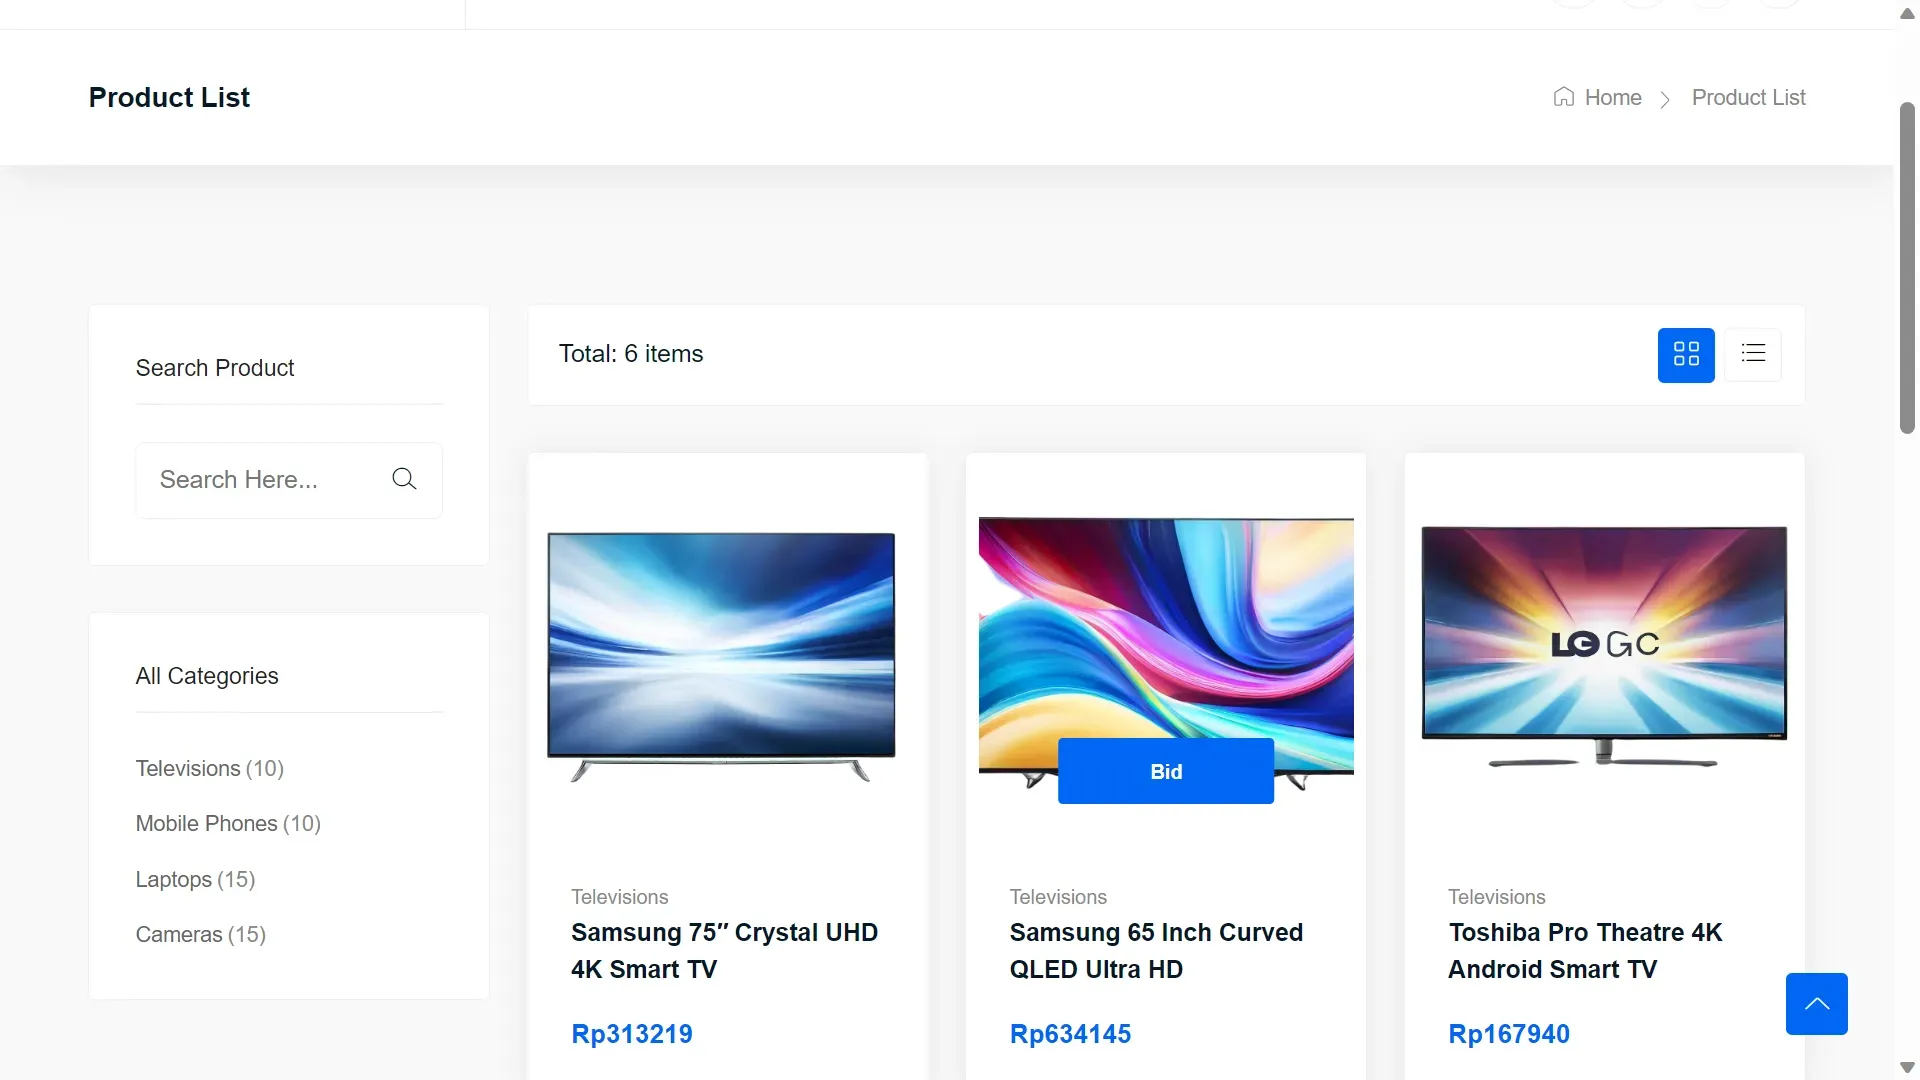 Product List
Home
Product List
Search Product
Search Here...
All Categories
Televisions (10)
Mobile Phones (10)
Laptops (15)
Cameras (15)
Total: 6 items
LOGC
Bid
Televisions
Samsung 75″ Crystal UHD
4K Smart TV
Rp313219
Televisions
Samsung 65 Inch Curved
QLED Ultra HD
Rp634145
Televisions
Toshiba Pro Theatre 4K
Android Smart TV
Rp167940